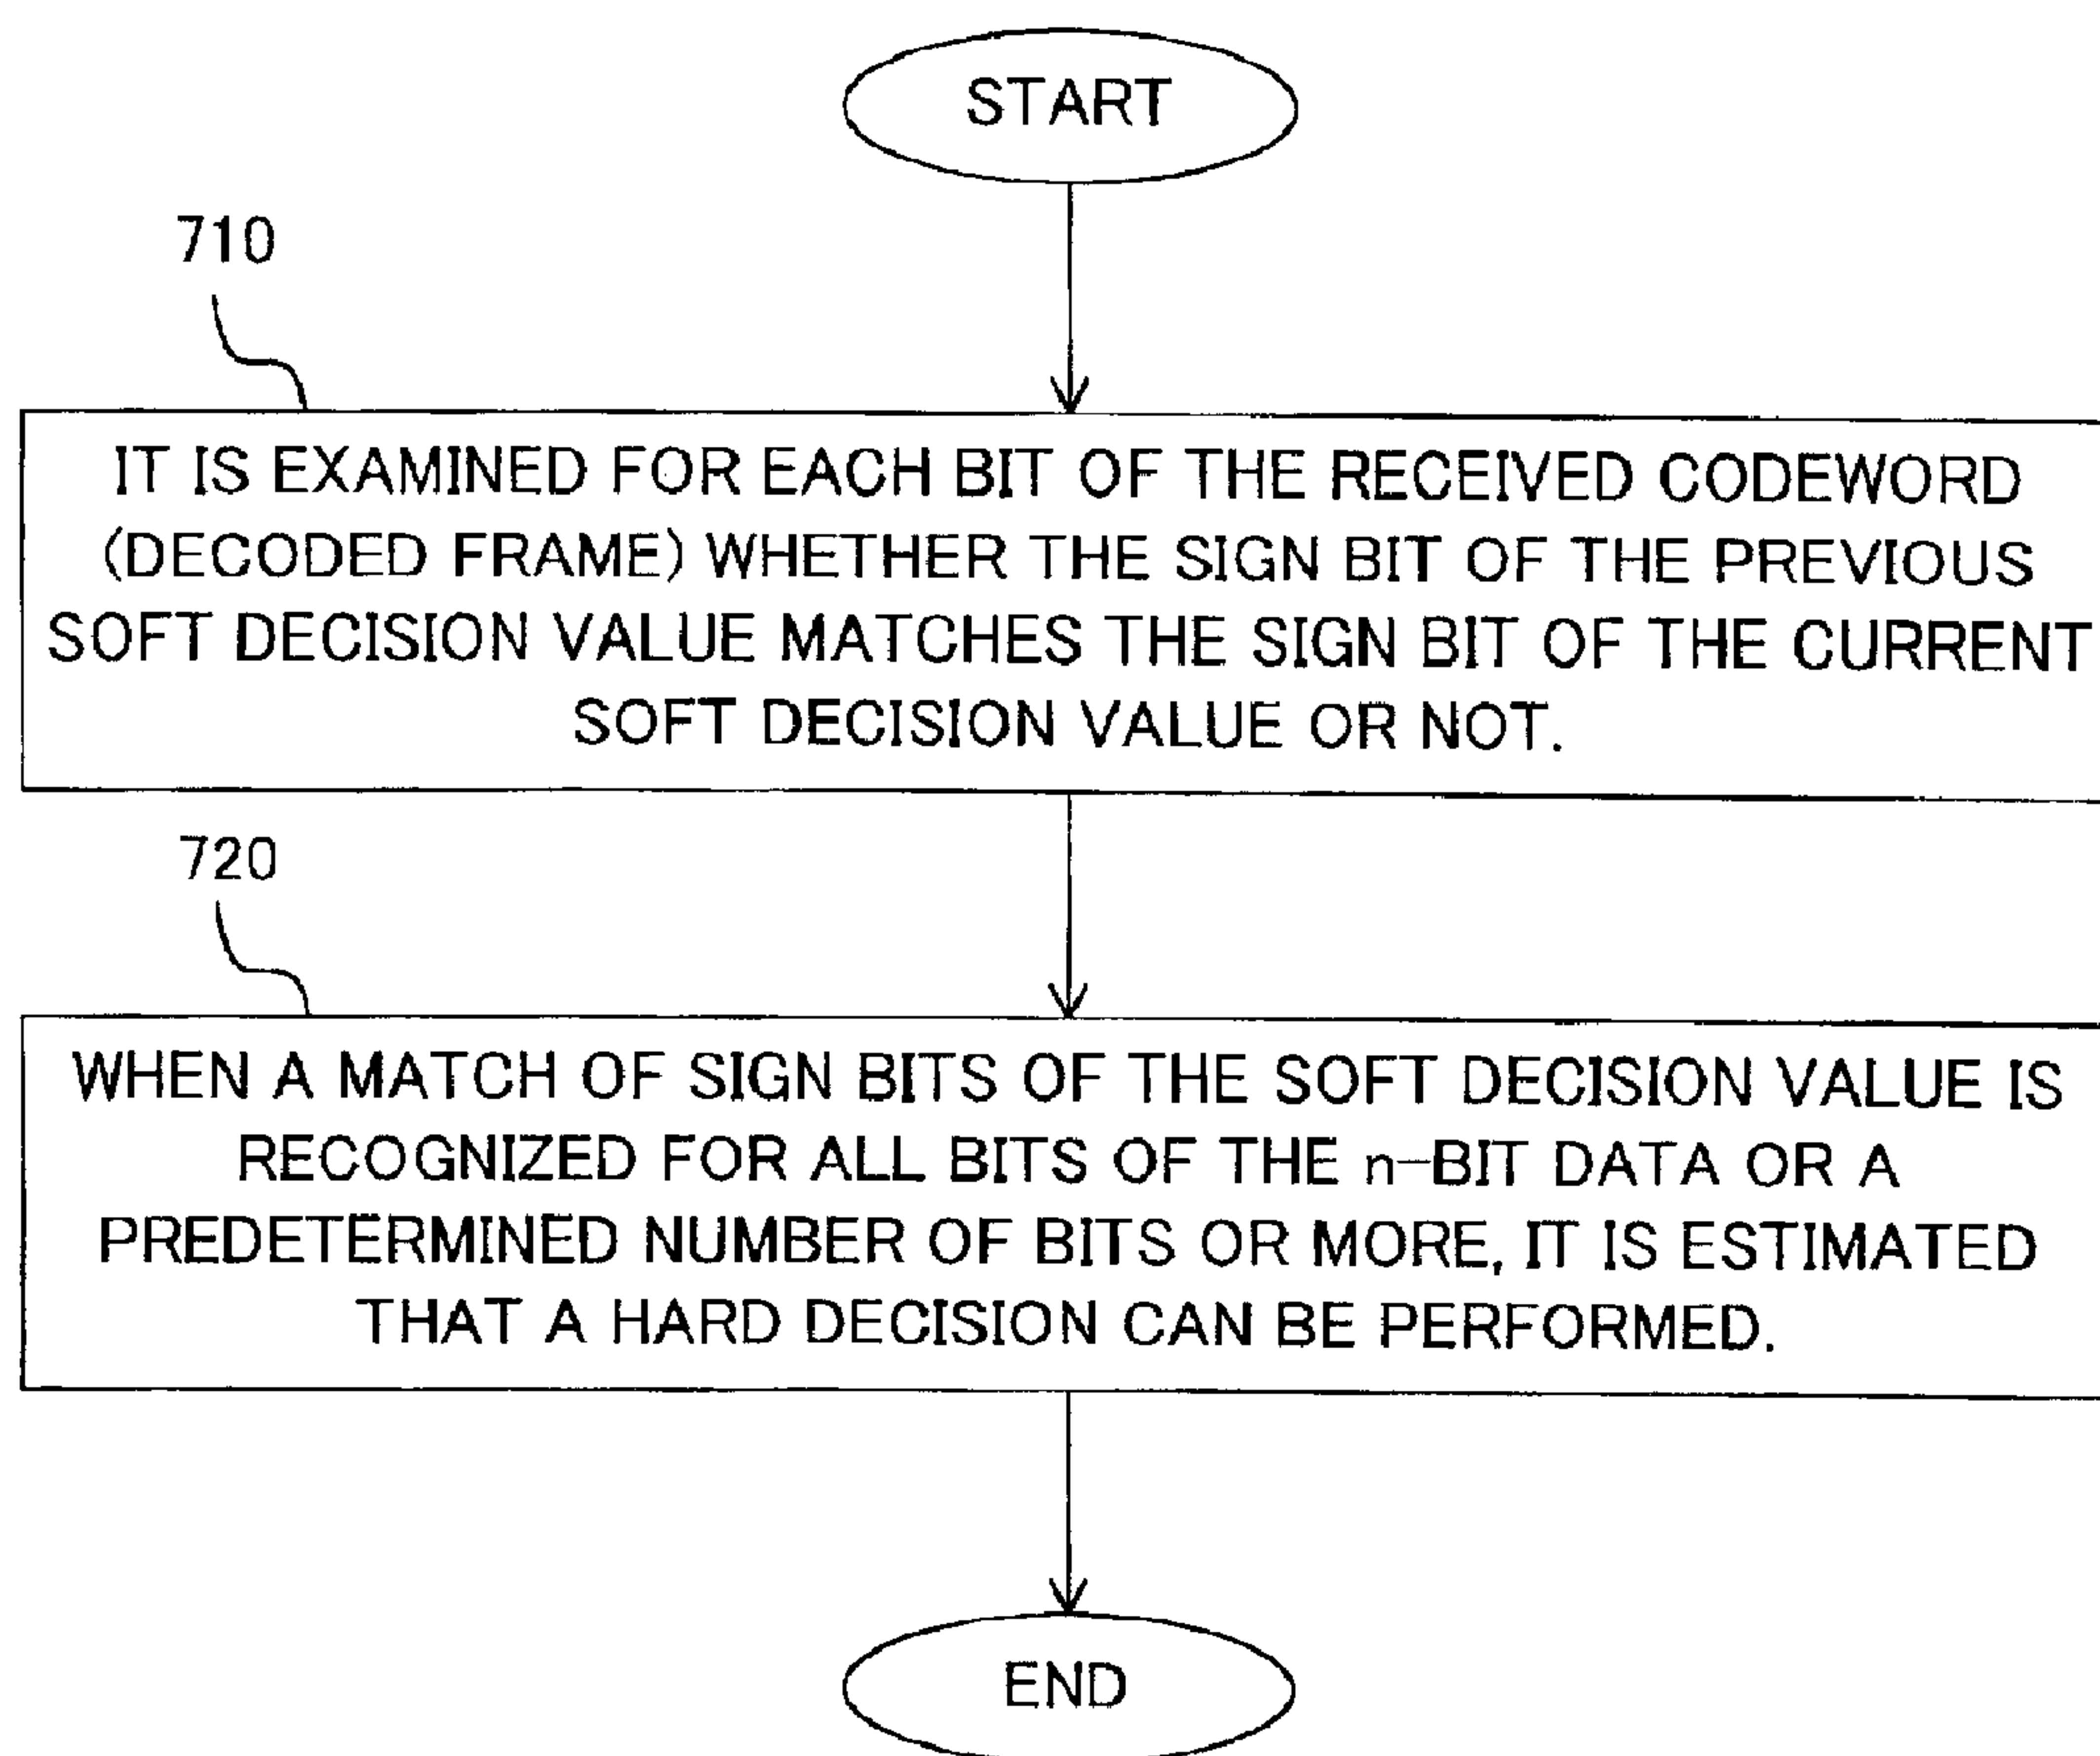 START
710
IT IS EXAMINED FOR EACH BIT OF THE RECEIVED CODEWORD
(DECODED FRAME) WHETHER THE SIGN BIT OF THE PREVIOUS
SOFT DECISION VALUE MATCHES THE SIGN BIT OF THE CURRENT
SOFT DECISION VALUE OR NOT.
720
WHEN A MATCH OF SIGN BITS OF THE SOFT DECISION VALUE IS
RECOGNIZED FOR ALL BITS OF THE n-BIT DATA OR A
PREDETERMINED NUMBER OF BITS OR MORE, IT IS ESTIMATED
THAT A HARD DECISION CAN BE PERFORMED.
END